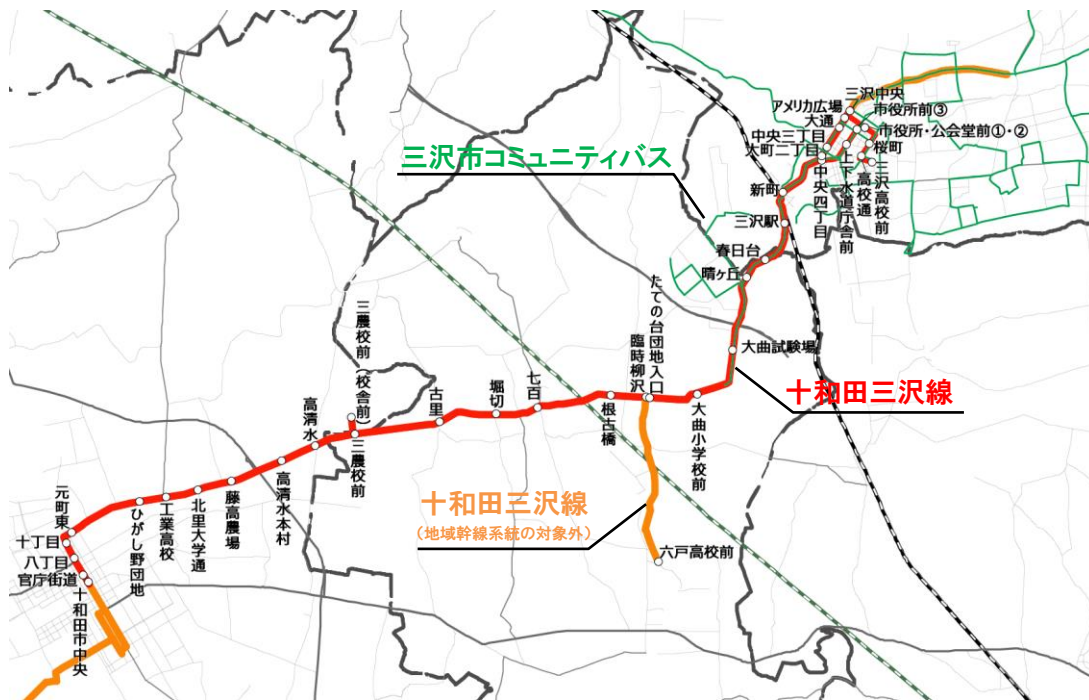 三沢中央
アメリカ広場
市役所前③
大通
市役所・公会堂前①・②
中央三丁目
桜町
大町二丁目
三沢市コミュニティバス
上下水道庁舎前
高校通
三沢高校前
中央四丁目
新町
三沢駅
春日台
晴ヶ丘
たての台団地入口
臨時柳沢
大曲試験場
三農校前(校舎前)
十和田三沢線
七百
堀切
古里
根古橋
大曲小学校前
高清水
三農校前
高清水本村
藤高農場
北里大学通
工業高校
ひがし野団地
元町東
十和田三沢線
(地域幹線系統の対象外)
十丁目
八丁目
官庁街道
六戸高校前
十和田市中央